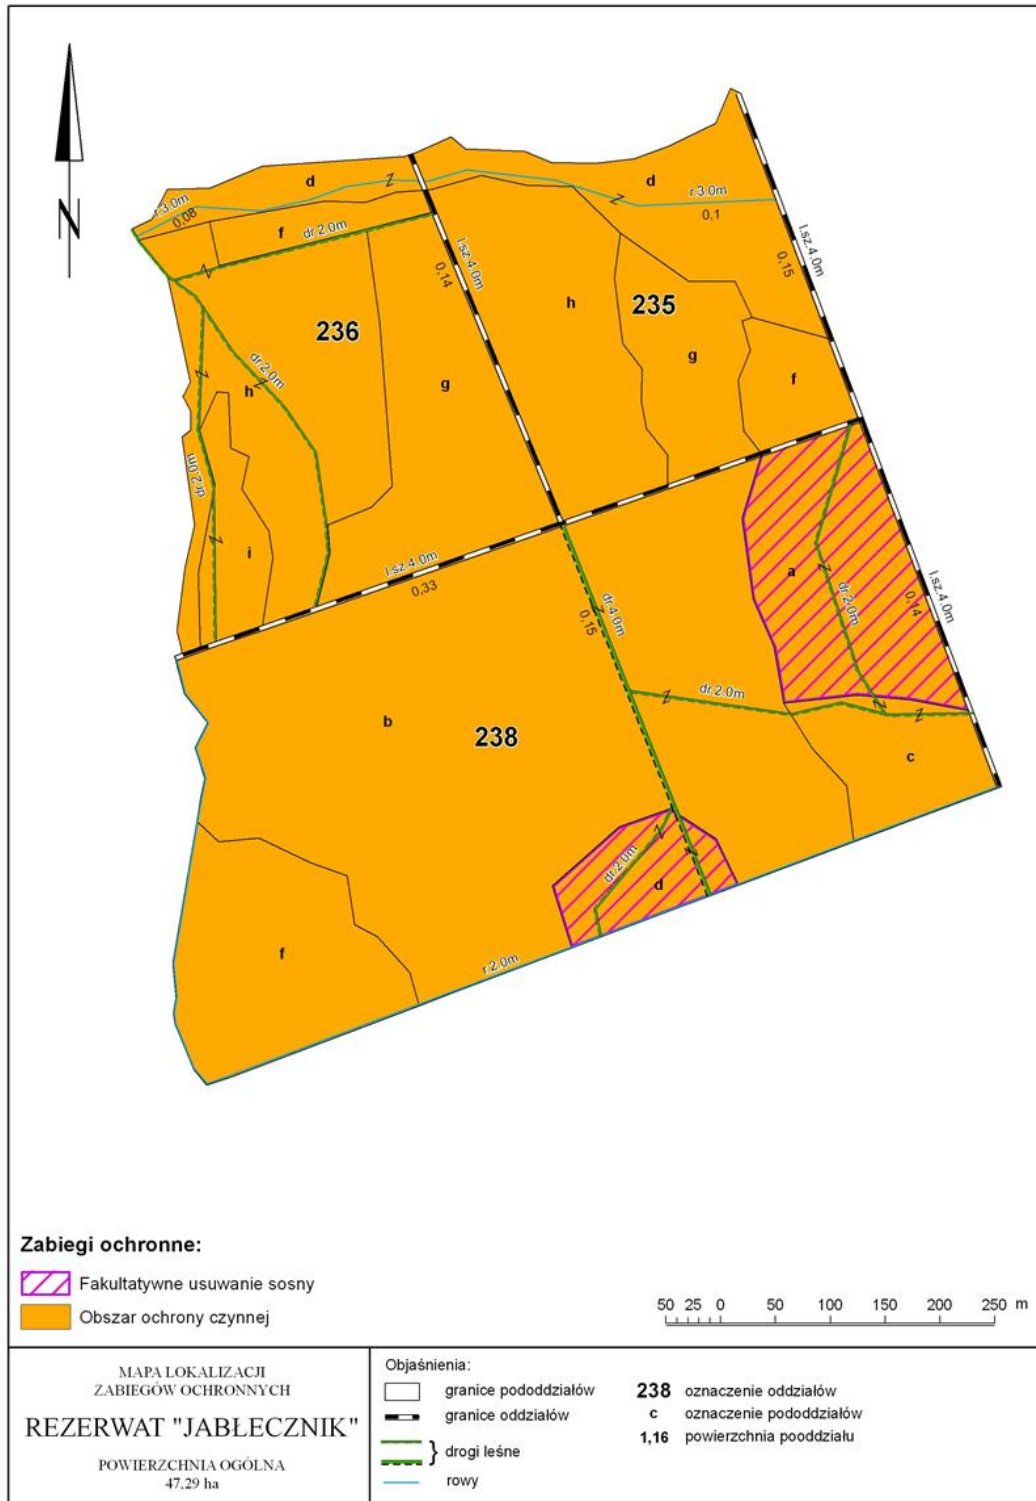 N
d
d
r.3.0m
0,08
Z
Z
r.3.0m
0,1
f
dr.2.0m
Z
l.sz.4.0m
0,14
l.sz.4.0m
0,15
236
h
235
dr.2.0m
Z
Z
h
g
g
f
dr.2.0m
Z
i
l.sz.4.0m
0,33
dr.4.0m
Z
0,15
a
Z
dr.2.0m
l.sz.4.0m
0,14
b
238
Z
dr.2.0m
Z
Z
c
Z
dr.2.0m
Z
d
f
r.2.0m
Zabiegi ochronne:
Fakultatywne usuwanie sosny
Obszar ochrony czynnej
50 25 0 50 100 150 200 250 m
MAPA LOKALIZACJI
ZABIEGÓW OCHRONNYCH
REZERWAT "JABŁECZNIK"
POWIERZCHNIA OGÓLNA
47,29 ha
Objaśnienia:
granice pododdziałów
granice oddziałów
drogi leśne
rowy
238 oznaczenie oddziałów
c oznaczenie pododdziałów
1,16 powierzchnia pooddziału